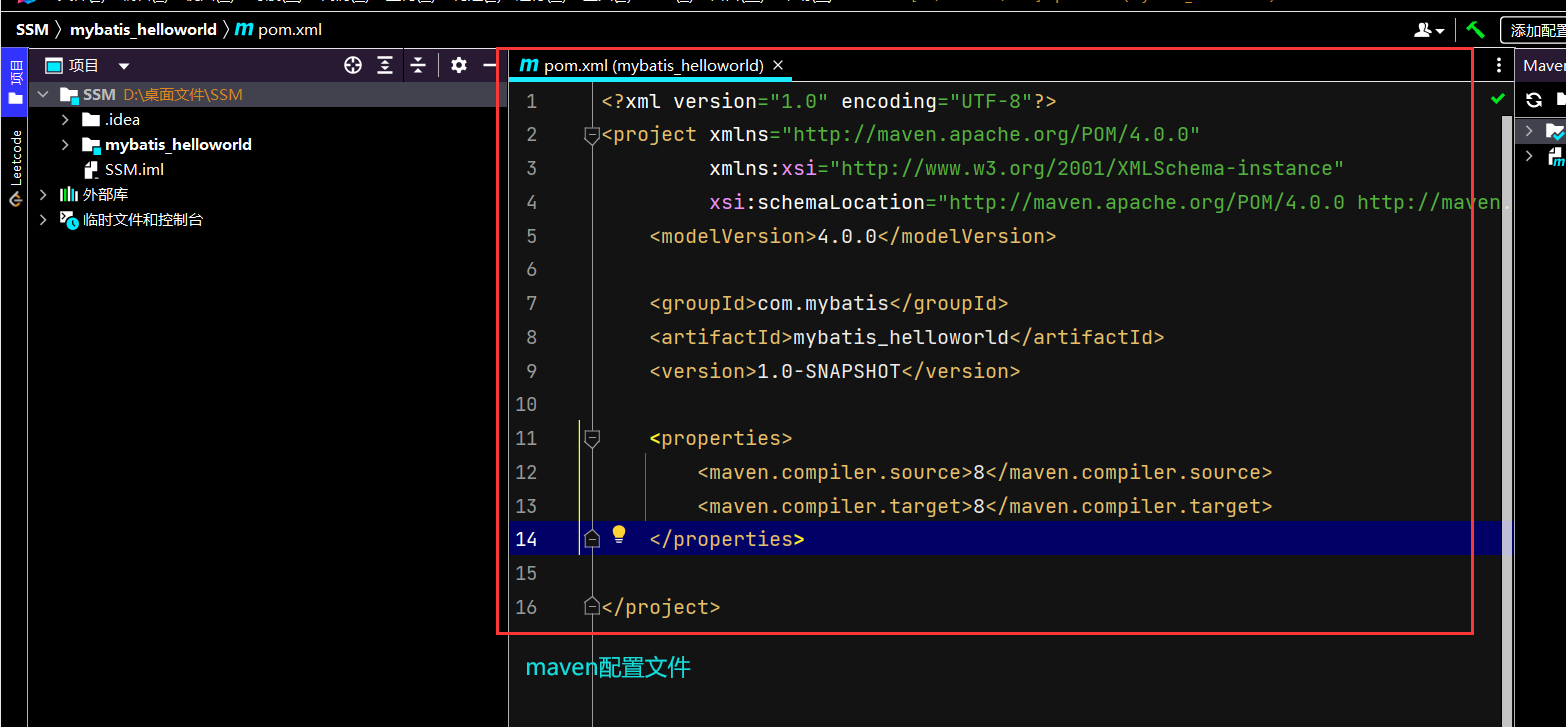 SSM 〉 mybatis_helloworld 〉 m pom.xml
添加配置
项目
Leetcode
项目
SSM D:\桌面文件\SSM
.idea
mybatis_helloworld
SSM.iml
外部库
临时文件和控制台
m pom.xml (mybatis_helloworld) ×
Maven
1 <?xml version="1.0" encoding="UTF-8"?>
2 <project xmlns="http://maven.apache.org/POM/4.0.0"
3 xmlns:xsi="http://www.w3.org/2001/XMLSchema-instance"
4 xsi:schemaLocation="http://maven.apache.org/POM/4.0.0 http://maven.
5 <modelVersion>4.0.0</modelVersion>
6
7 <groupId>com.mybatis</groupId>
8 <artifactId>mybatis_helloworld</artifactId>
9 <version>1.0-SNAPSHOT</version>
10
11 <properties>
12 <maven.compiler.source>8</maven.compiler.source>
13 <maven.compiler.target>8</maven.compiler.target>
14 </properties>
15
16 </project>
maven配置文件